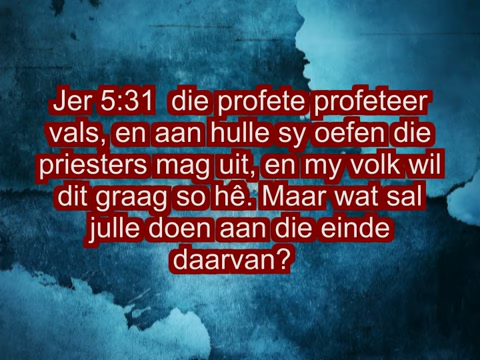 Jer 5:31  die profete profeteer
vals, en aan hulle sy oefen die
priesters mag uit, en my volk wil
dit graag so hê. Maar wat sal
julle doen aan die einde
daarvan?